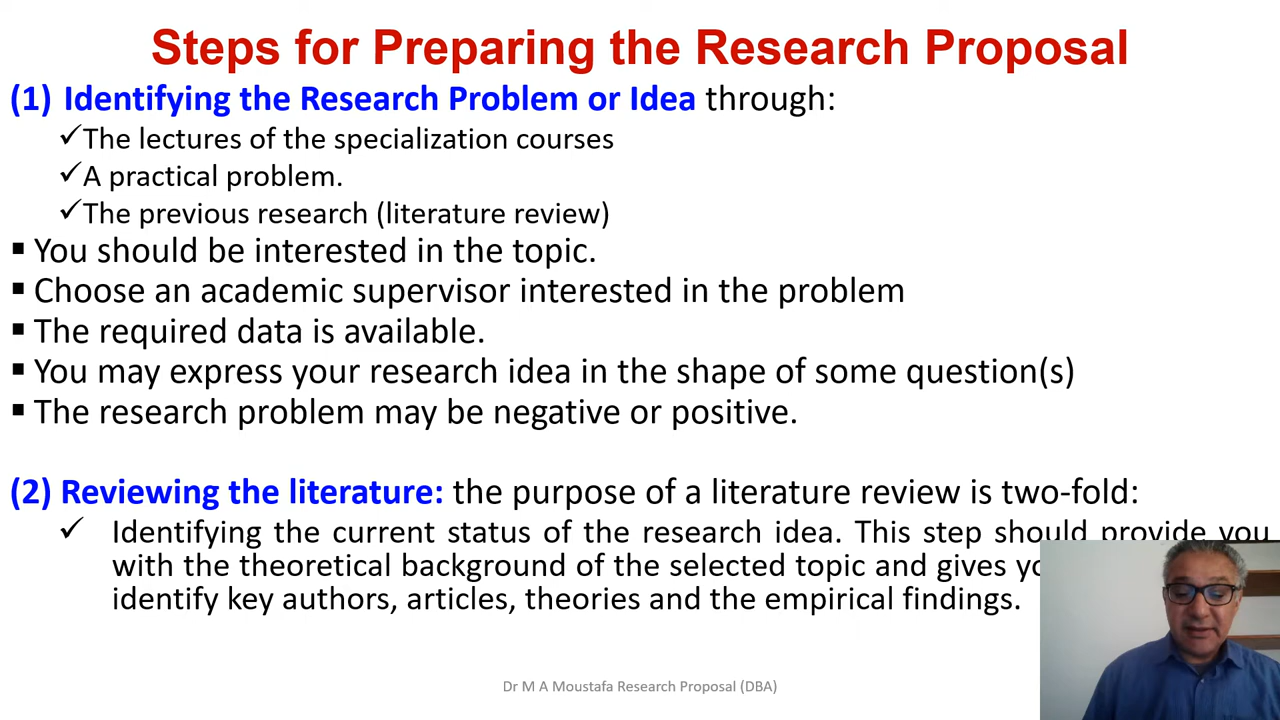 Steps for Preparing the Research Proposal
(1) Identifying the Research Problem or Idea through:
✓The lectures of the specialization courses
✓A practical problem.
✓The previous research (literature review)
▪ You should be interested in the topic.
▪ Choose an academic supervisor interested in the problem
▪ The required data is available.
▪ You may express your research idea in the shape of some question(s)
▪ The research problem may be negative or positive.
(2) Reviewing the literature: the purpose of a literature review is two-fold:
✓ Identifying the current status of the research idea. This step should provide you
with the theoretical background of the selected topic and gives
identify key authors, articles, theories and the empirical findings.
Dr M A Moustafa Research Proposal (DBA)